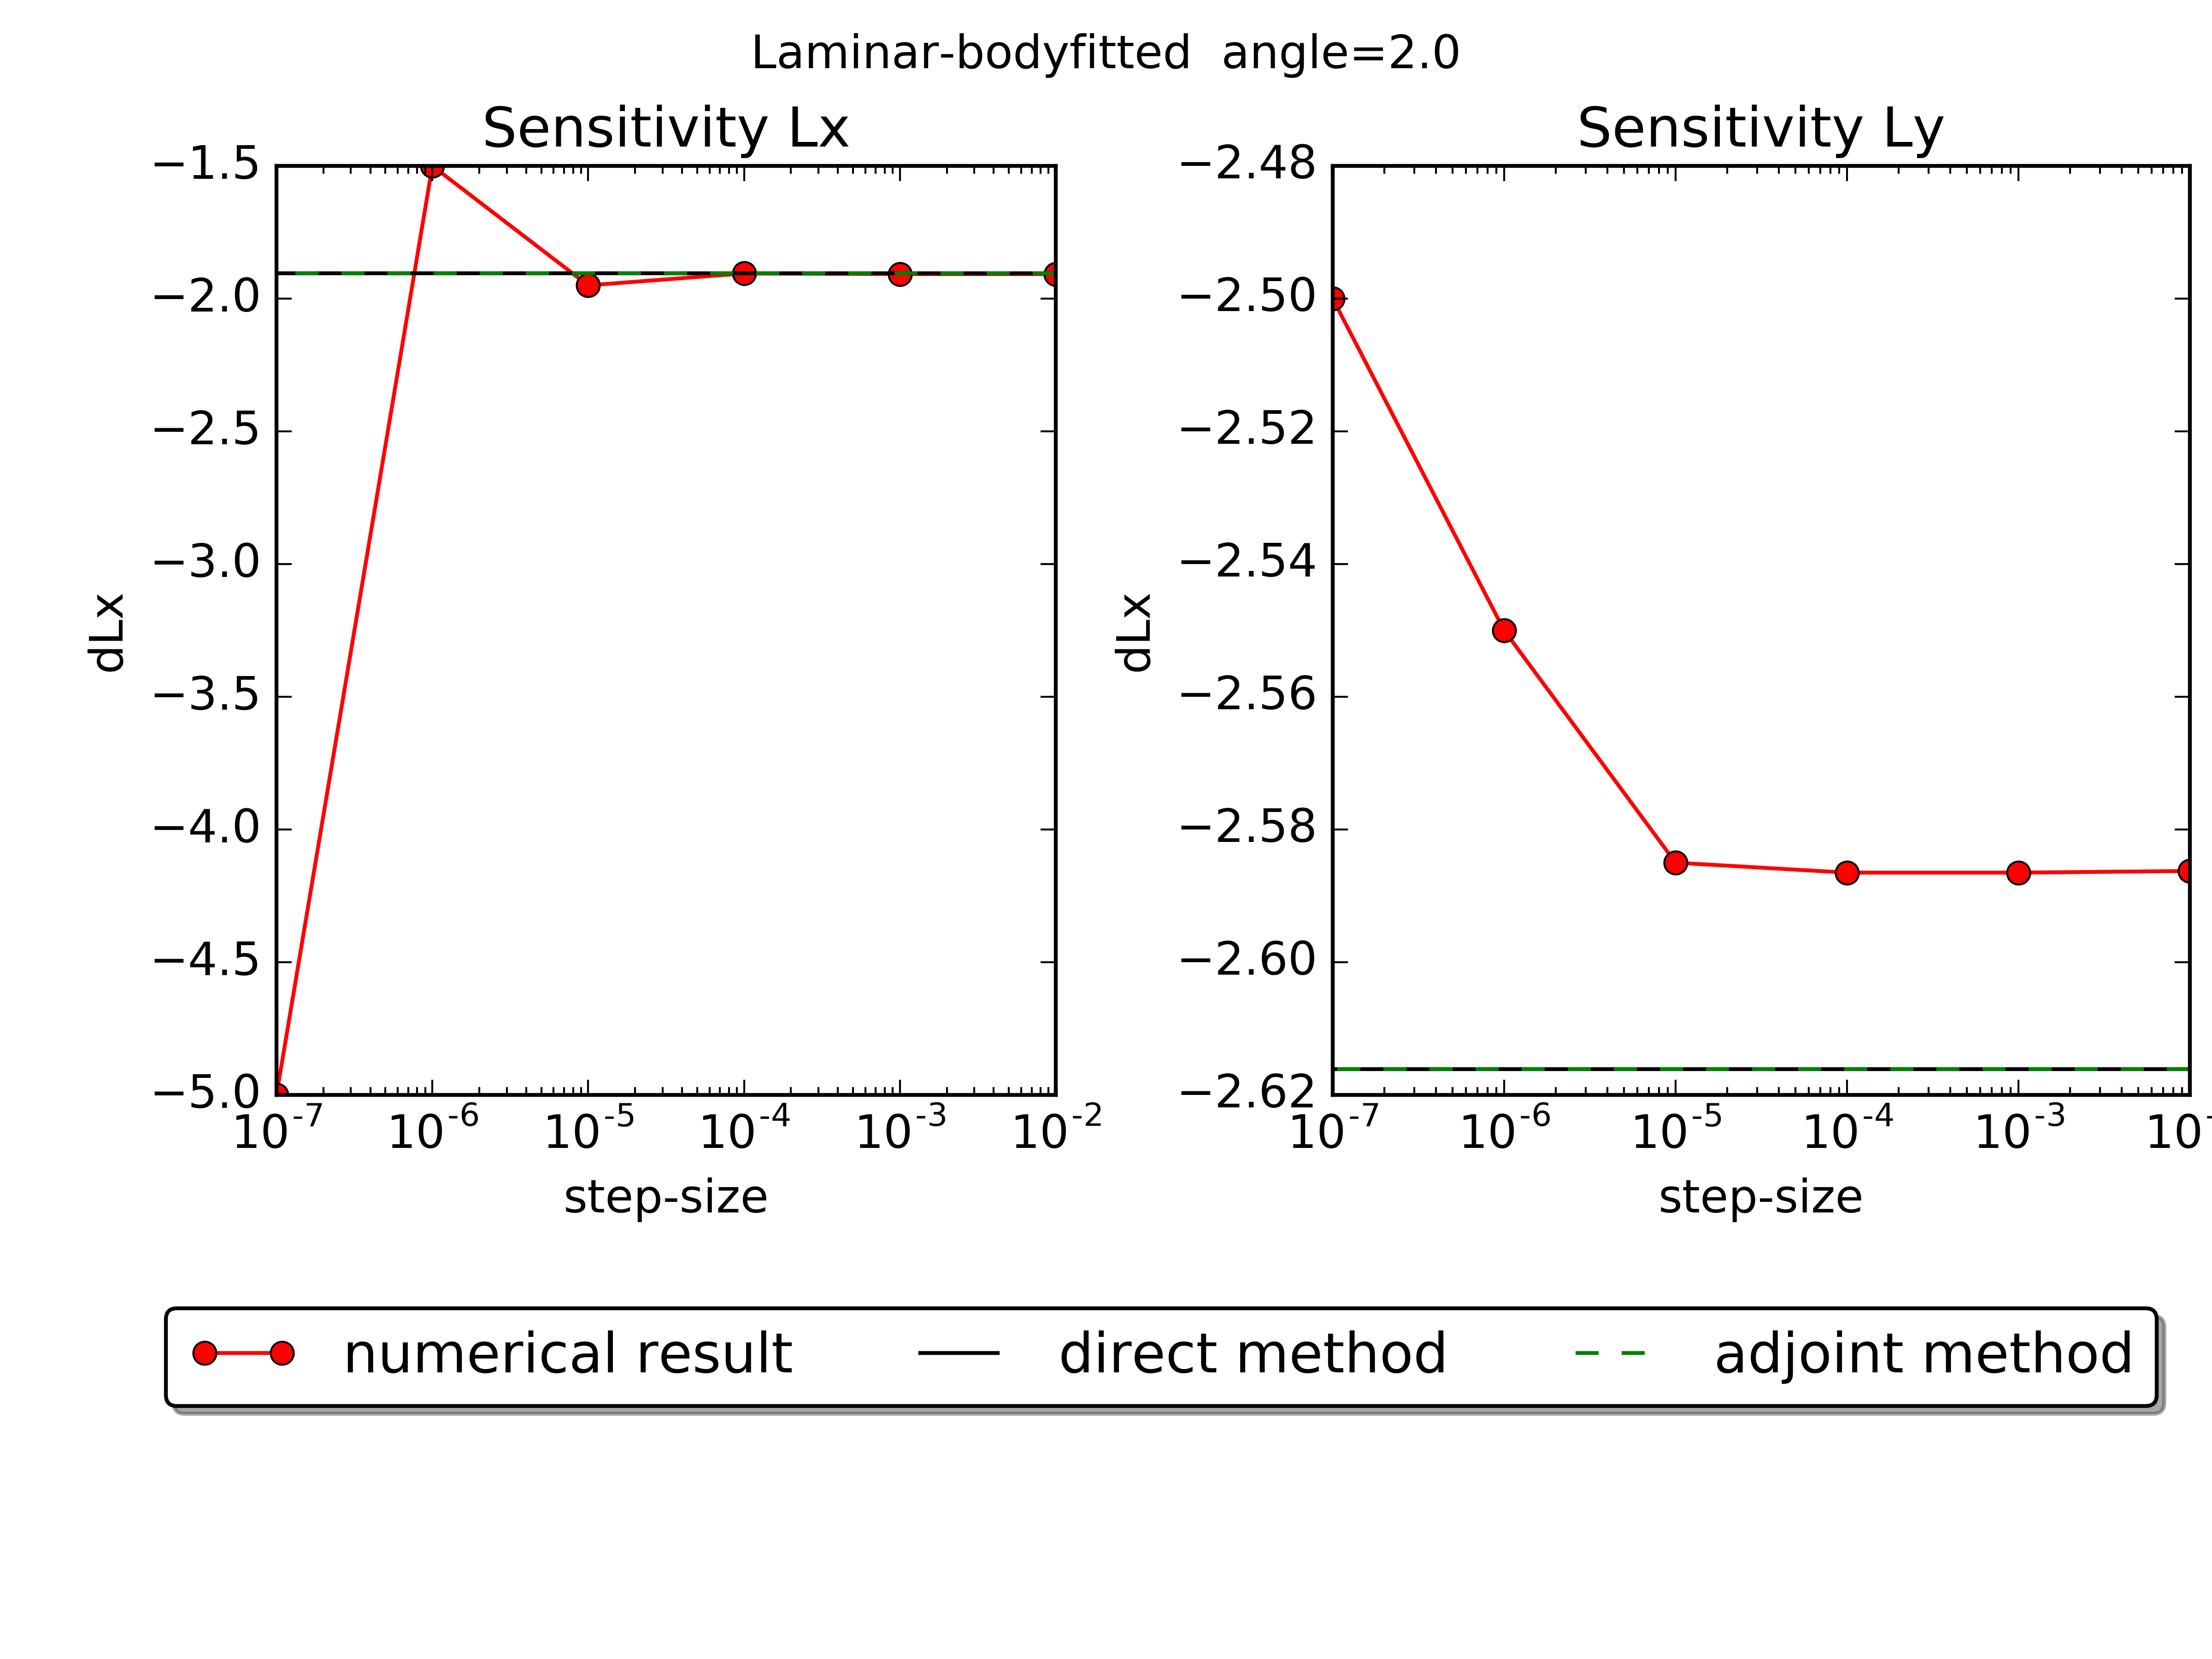 Laminar-bodyfitted  angle=2.0
Sensitivity Lx
−1.5
−2.0
−2.5
−3.0
−3.5
−4.0
−4.5
−5.0
dLx
10-7 10-6 10-5 10-4 10-3 10-2
step-size
Sensitivity Ly
−2.48
−2.50
−2.52
−2.54
−2.56
−2.58
−2.60
−2.62
dLx
10-7 10-6 10-5 10-4 10-3 10-
step-size
numerical result direct method adjoint method